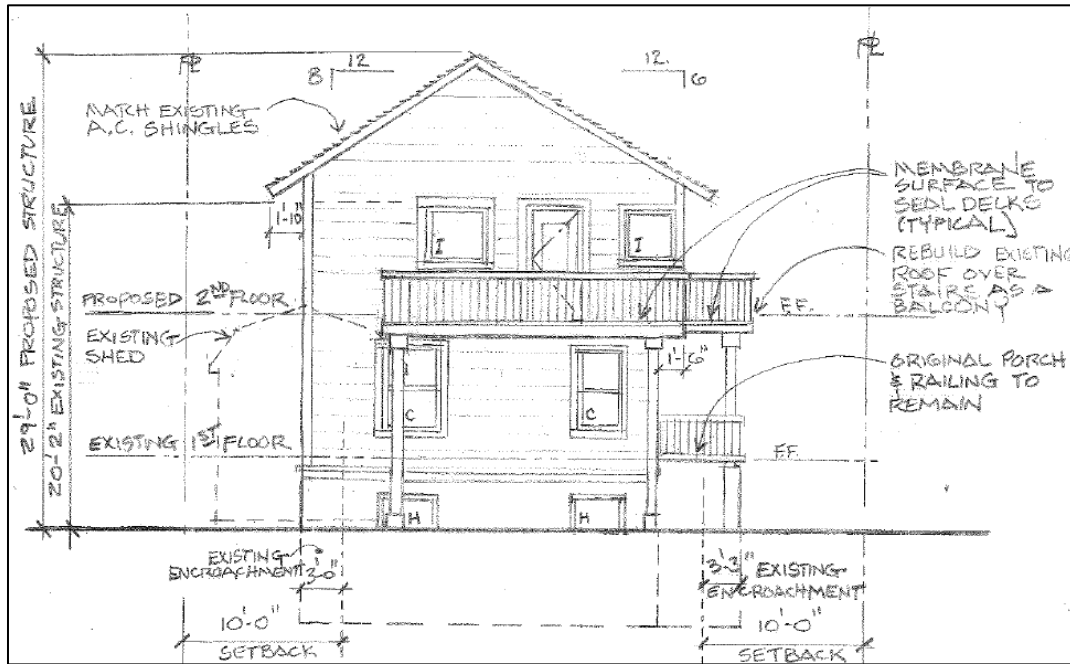 29'-0" PROPOSED STRUCTURE
20'-2" EXISTING STRUCTURE
PL
8
12
12
6
PL
MATCH EXISTING
A.C. SHINGLES
1'-10"
I
I
MEMBRANE
SURFACE TO
SEAL DECKS
(TYPICAL)
REBUILD EXISTING
ROOF OVER
STAIRS AS A
BALCONY
PROPOSED 2ND FLOOR
F.F.
EXISTING
SHED
1'-6"
C
C
ORIGINAL PORCH
& RAILING TO
REMAIN
EXISTING 1ST FLOOR
F.F.
H
H
EXISTING
ENCROACHMENT
3'-0"
3'-3" EXISTING
ENCROACHMENT
10'-0"
SETBACK
10'-0"
SETBACK